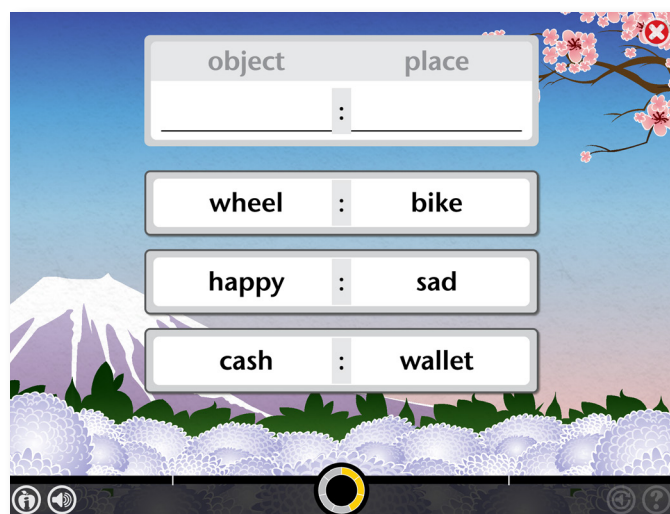 object place
:
wheel : bike
happy : sad
cash : wallet